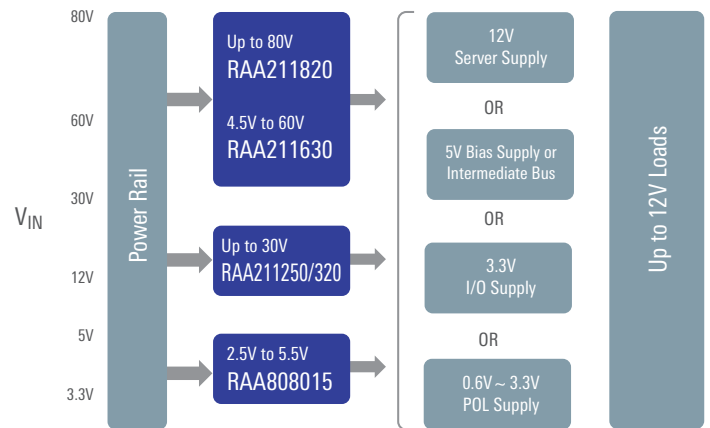 80V
60V
30V
V_IN
12V
5V
3.3V
Power Rail
Up to 80V
RAA211820
4.5V to 60V
RAA211630
Up to 30V
RAA211250/320
2.5V to 5.5V
RAA808015
12V
Server Supply
OR
5V Bias Supply or
Intermediate Bus
OR
3.3V
I/O Supply
OR
0.6V ~ 3.3V
POL Supply
Up to 12V Loads